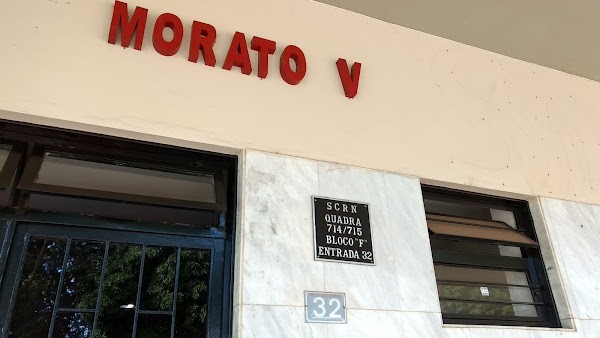 MORATO V
SCRN
QUADRA
714/715
BLOCO "F"
ENTRADA 32
32